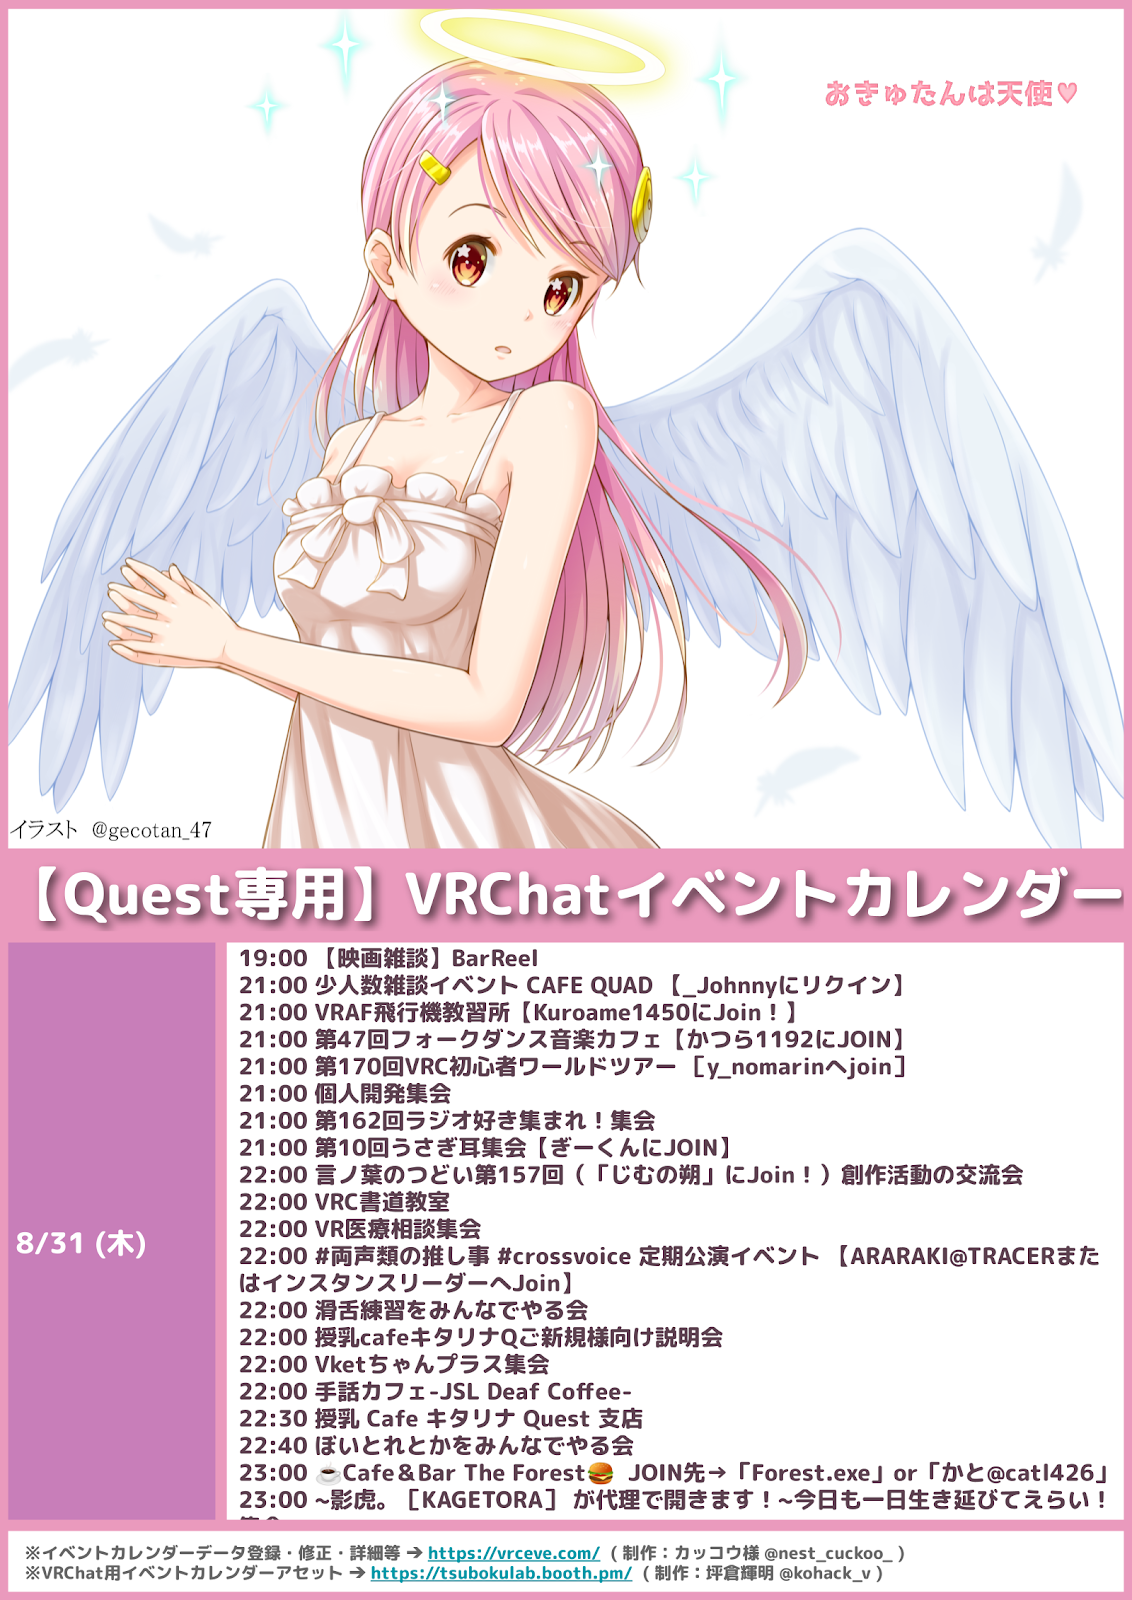 おきゅたんは天使♥
イラスト @gecotan_47
【Quest専用】VRChatイベントカレンダー
8/31 (木)
19:00 【映画雑談】BarReel
21:00 少人数雑談イベント CAFE QUAD 【_Johnnyにリクイン】
21:00 VRAF飛行機教習所【Kuroame1450にJoin！】
21:00 第47回フォークダンス音楽カフェ【かつら1192にJOIN】
21:00 第170回VRC初心者ワールドツアー ［y_nomarinへjoin］
21:00 個人開発集会
21:00 第162回ラジオ好き集まれ！集会
21:00 第10回うさぎ耳集会【ぎーくんにJOIN】
22:00 言ノ葉のつどい第157回（「じむの朔」にJoin！）創作活動の交流会
22:00 VRC書道教室
22:00 VR医療相談集会
22:00 #両声類の推し事 #crossvoice 定期公演イベント 【ARARAKI@TRACERまた
はインスタンスリーダーへJoin】
22:00 滑舌練習をみんなでやる会
22:00 授乳cafeキタリナQご新規様向け説明会
22:00 Vketちゃんプラス集会
22:00 手話カフェ-JSL Deaf Coffee-
22:30 授乳 Cafe キタリナ Quest 支店
22:40 ぼいとれとかをみんなでやる会
23:00 ☕Cafe＆Bar The Forest🍔 JOIN先→「Forest.exe」or「かと@catl426」
23:00 ~影虎。［KAGETORA］ が代理で開きます！~今日も一日生き延びてえらい！
※イベントカレンダーデータ登録・修正・詳細等 ➔ https://vrceve.com/ ( 制作：カッコウ様 @nest_cuckoo_ )
※VRChat用イベントカレンダーアセット ➔ https://tsubokulab.booth.pm/ ( 制作：坪倉輝明 @kohack_v )